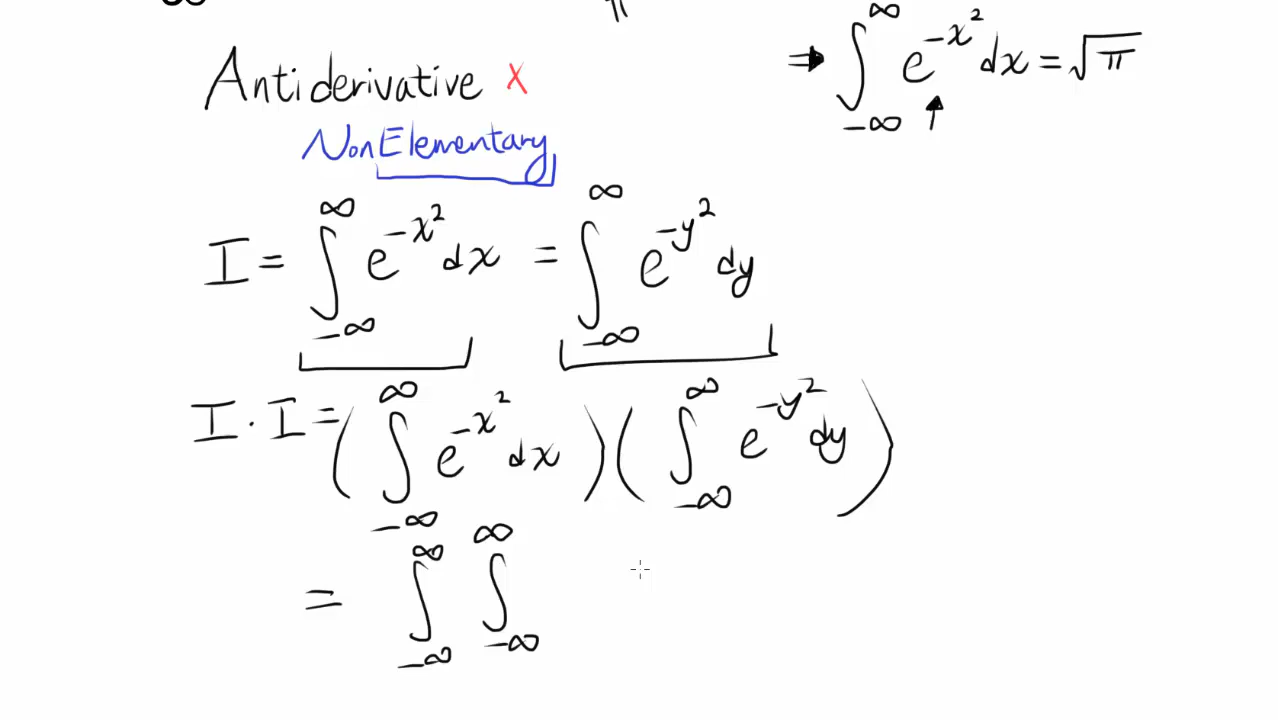 ⇒ ∫_{-∞}^{∞} e^{-x²} dx = √π
Antiderivative x
NonElementary
I = ∫_{-∞}^{∞} e^{-x²} dx = ∫_{-∞}^{∞} e^{-y²} dy
I · I = ( ∫_{-∞}^{∞} e^{-x²} dx ) ( ∫_{-∞}^{∞} e^{-y²} dy )
= ∫_{-∞}^{∞} ∫_{-∞}^{∞}